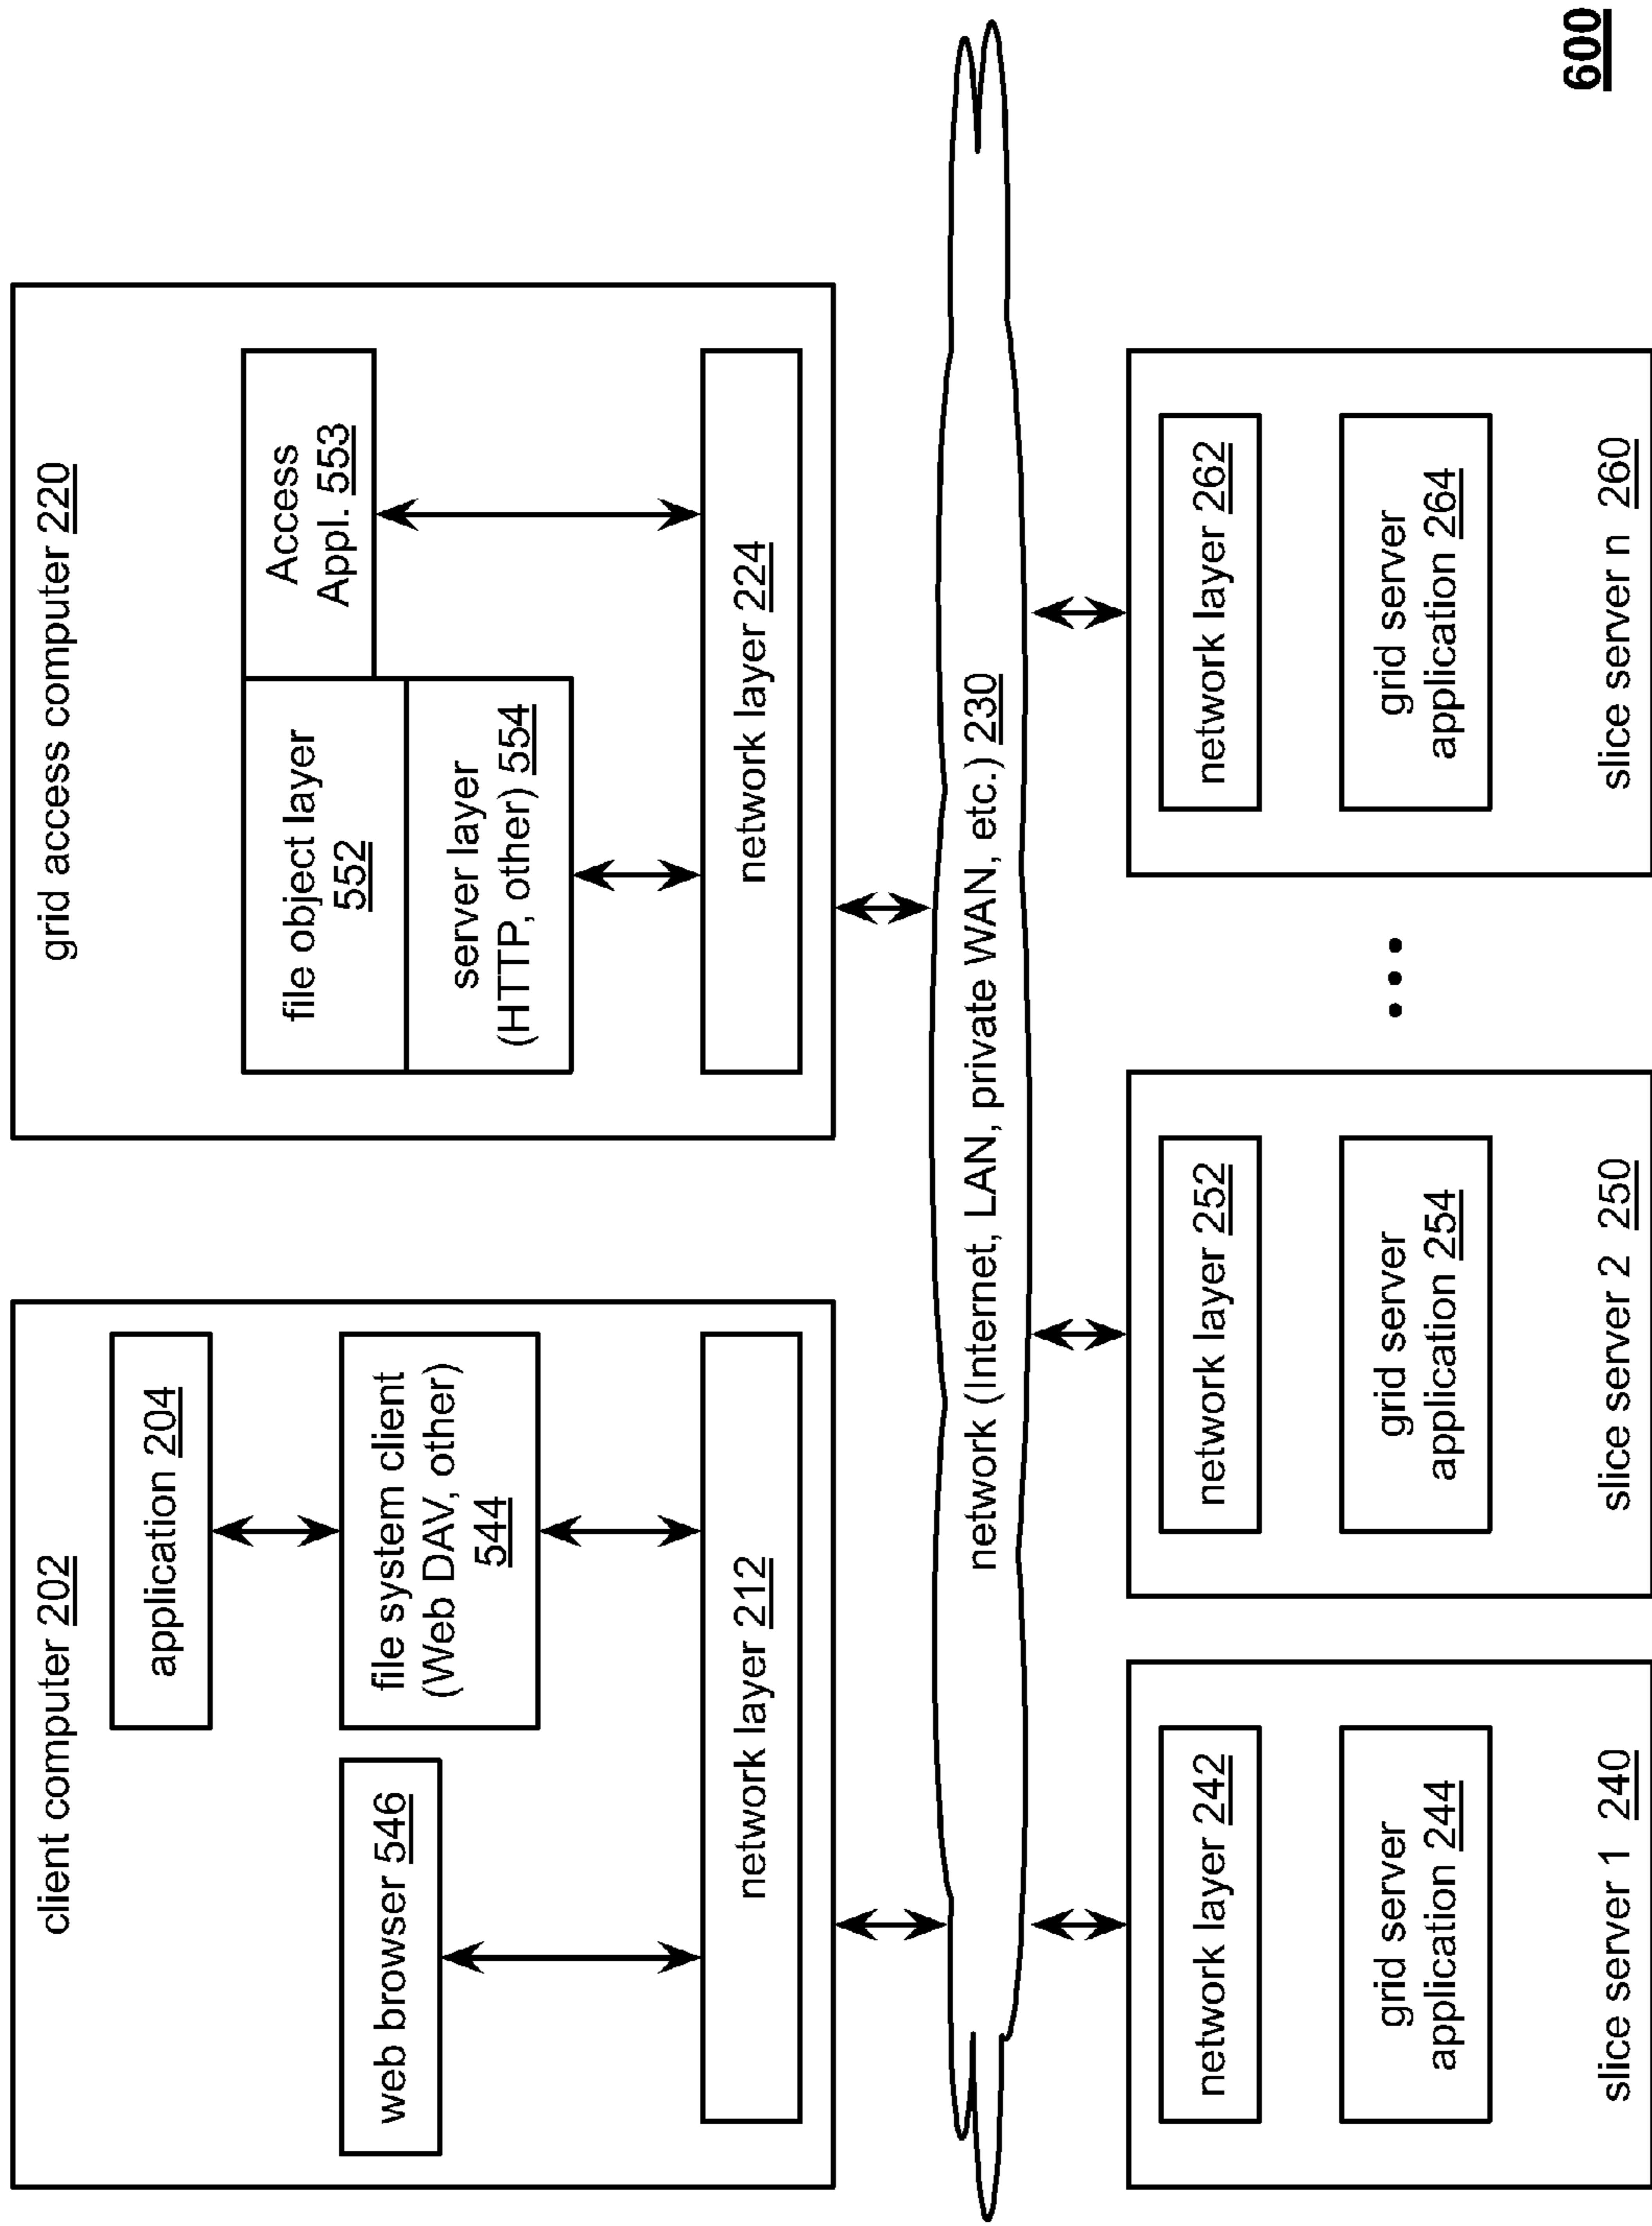 client computer 202
application 204
web browser 546
file system client
(Web DAV, other)
544
network layer 212
grid access computer 220
file object layer
552
Access
Appl. 553
server layer
(HTTP, other) 554
network layer 224
network (Internet, LAN, private WAN, etc.) 230
network layer 242
grid server
application 244
slice server 1 240
network layer 252
grid server
application 254
slice server 2 250
• • •
network layer 262
grid server
application 264
slice server n 260
600